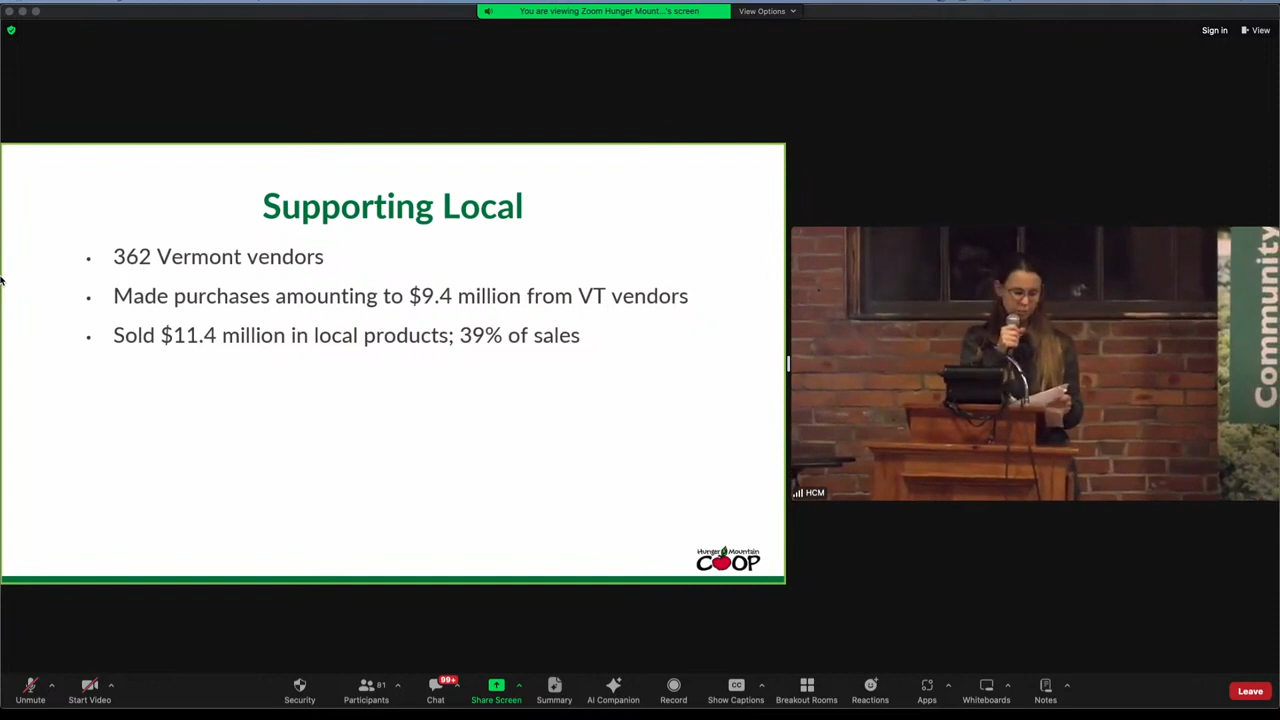 You are viewing Zoom Hunger Mount...'s screen
View Options
Sign in
View
Supporting Local
• 362 Vermont vendors
• Made purchases amounting to $9.4 million from VT vendors
• Sold $11.4 million in local products; 39% of sales
Hunger Mountain
COOP
Community
HCM
81
99+
Unmute
Start Video
Security
Participants
Chat
Share Screen
Summary
AI Companion
Record
CC
Show Captions
Breakout Rooms
Reactions
Apps
Whiteboards
Notes
Leave